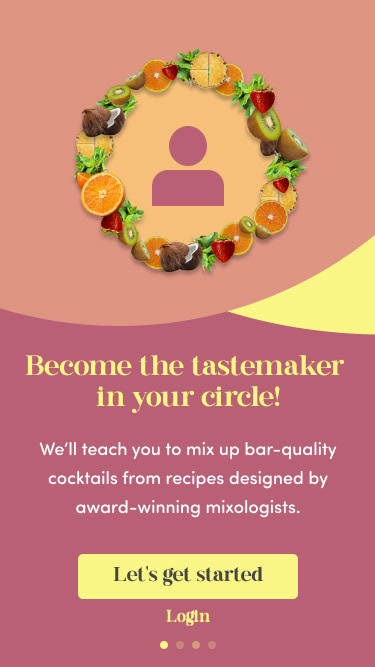 Become the tastemaker
in your circle!
We’ll teach you to mix up bar-quality
cocktails from recipes designed by
award-winning mixologists.
Let's get started
Login